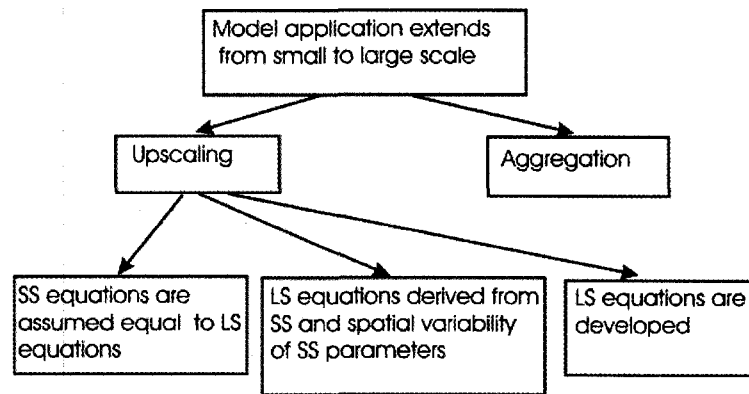 Model application extends
from small to large scale
Upscaling
Aggregation
SS equations are
assumed equal to LS
equations
LS equations derived from
SS and spatial variability
of SS parameters
LS equations are
developed